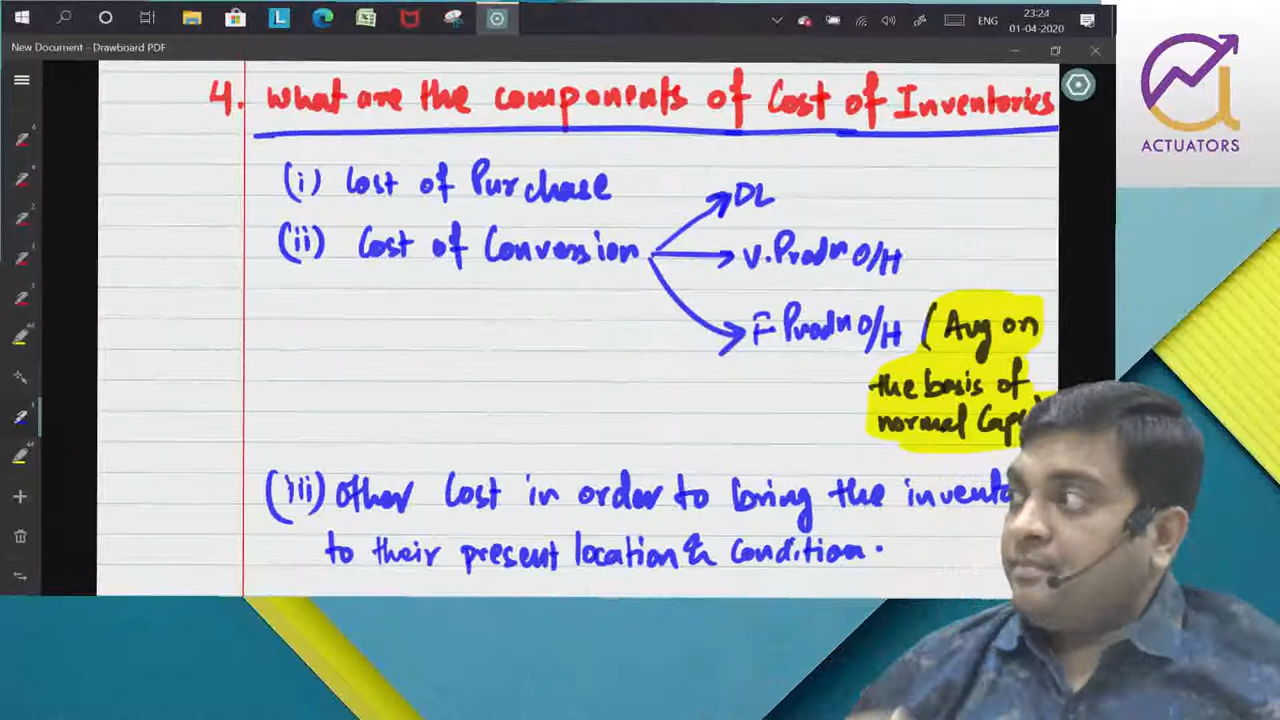 23:24
ENG
01-04-2020
New Document - Drawboard PDF
4. What are the components of Cost of Inventories
ACTUATORS
(i) Cost of Purchase
DL
(ii) Cost of Conversion
V. Prodn O/H
F Prodn O/H (Avg on
the basis of
normal
(iii) Other Cost in order to bring the
to their present location & Condition.